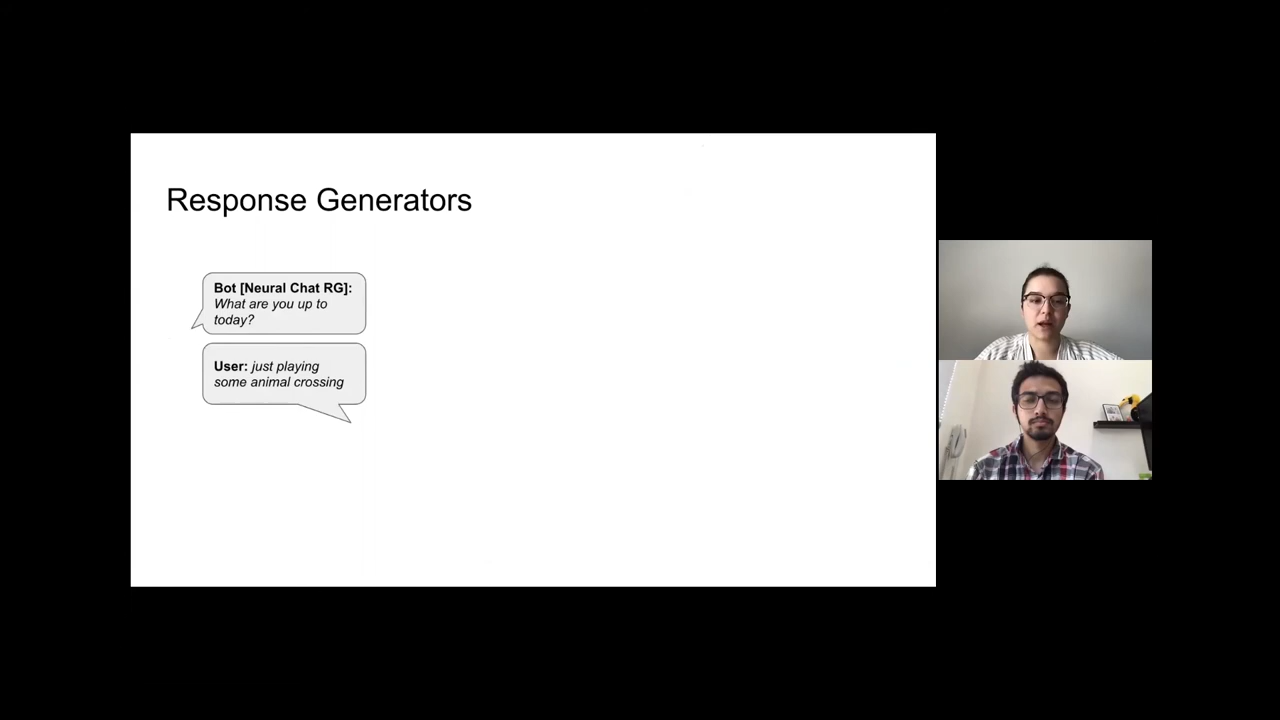 Response Generators
Bot [Neural Chat RG]:
What are you up to
today?
User: just playing
some animal crossing